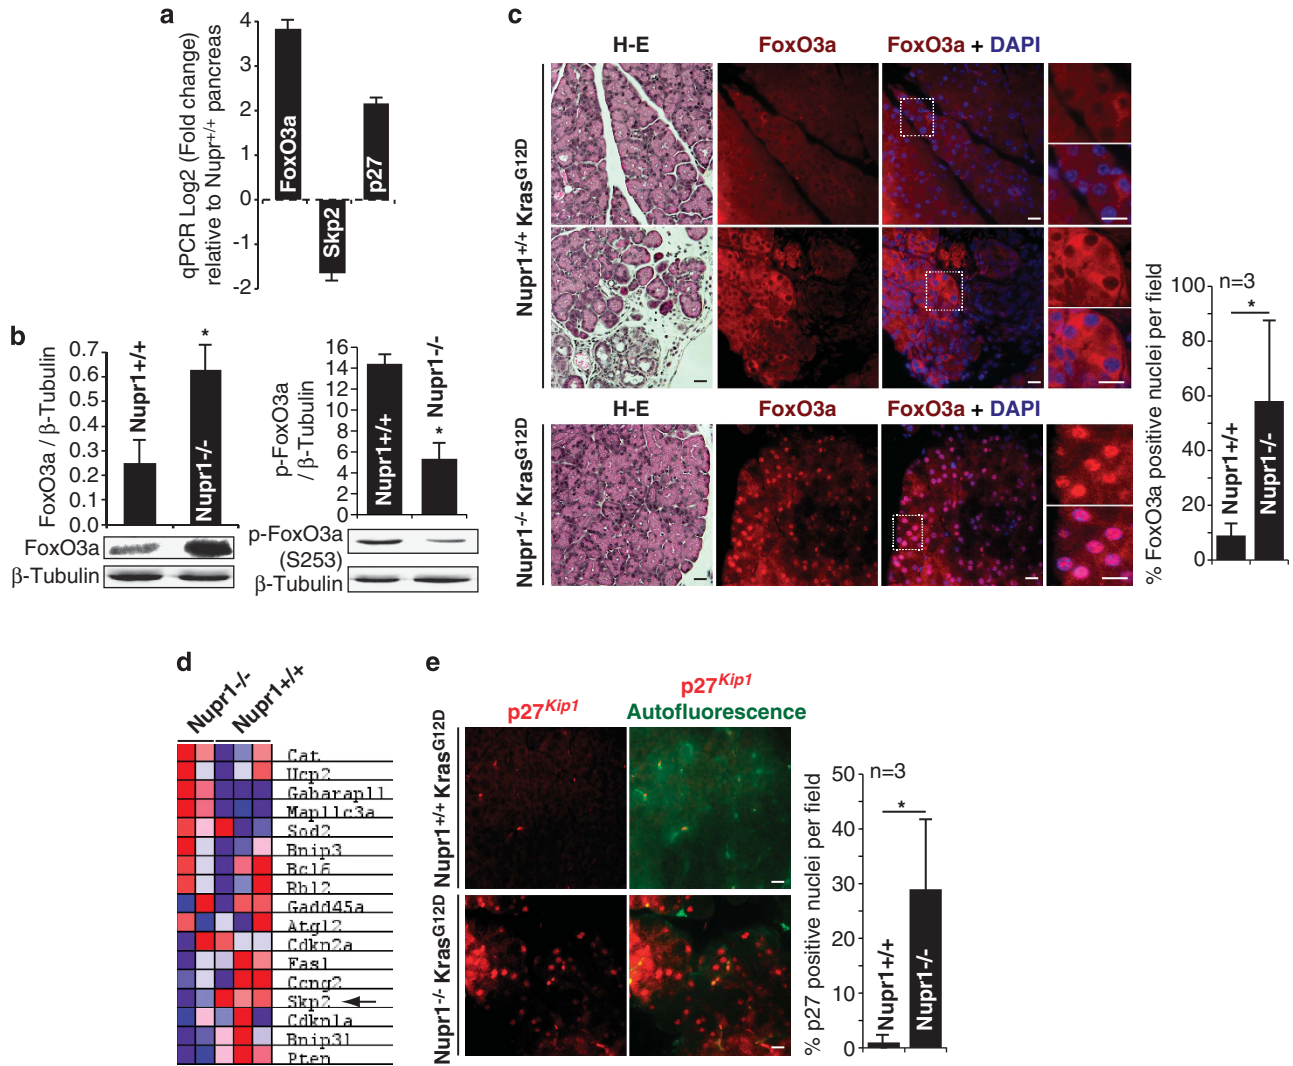 a
qPCR Log2 (Fold change)
relative to Nupr+/+ pancreas
4
3
2
1
0
-1
-2
FoxO3a
Skp2
p27
b
FoxO3a / β-Tubulin
0.7
0.6
0.5
0.4
0.3
0.2
0.1
0.0
Nupr1+/+
*
Nupr1-/-
FoxO3a
β-Tubulin
p-FoxO3a
/ β-Tubulin
16
14
12
10
8
6
4
2
0
Nupr1+/+
* Nupr1-/-
p-FoxO3a
(S253)
β-Tubulin
c
H-E
FoxO3a
FoxO3a + DAPI
Nupr1+/+ KrasG12D
H-E
FoxO3a
FoxO3a + DAPI
Nupr1-/- KrasG12D
% FoxO3a positive nuclei per field
100
80
60
40
20
0
n=3
*
Nupr1+/+
Nupr1-/-
d
Nupr1-/-
Nupr1+/+
Cat
Ucp2
Gabarapl1
Map1lc3a
Sod2
Bnip3
Bcl6
Rbl2
Gadd45a
Atg12
Cdkn2a
Fasl
Ccng2
Skp2
Cdkn1a
Bnip3l
Pten
e
p27Kip1
p27Kip1
Autofluorescence
Nupr1+/+ KrasG12D
Nupr1-/- KrasG12D
% p27 positive nuclei per field
50
40
30
20
10
0
n=3
*
Nupr1+/+
Nupr1-/-